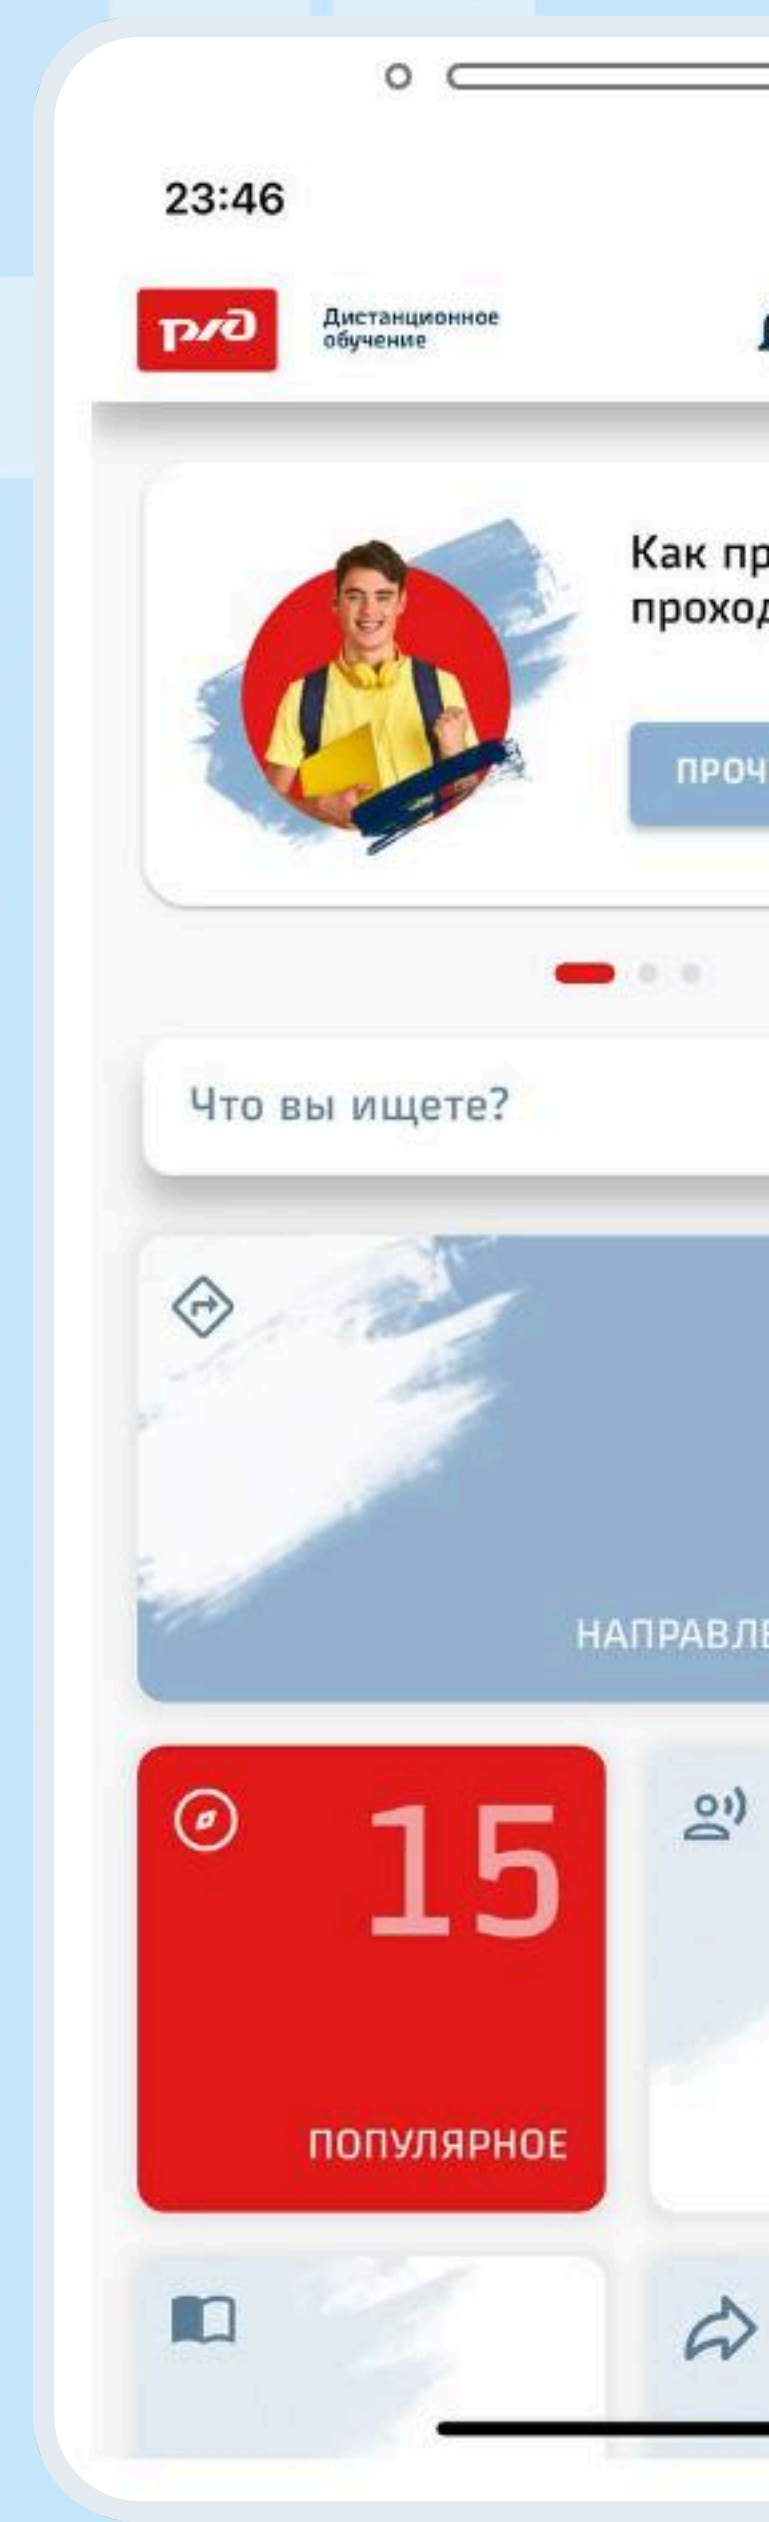 23:46
ржд
Дистанционное
обучение
Как пр
проход
ПРОЧ
Что вы ищете?
НАПРАВЛЕ
15
ПОПУЛЯРНОЕ